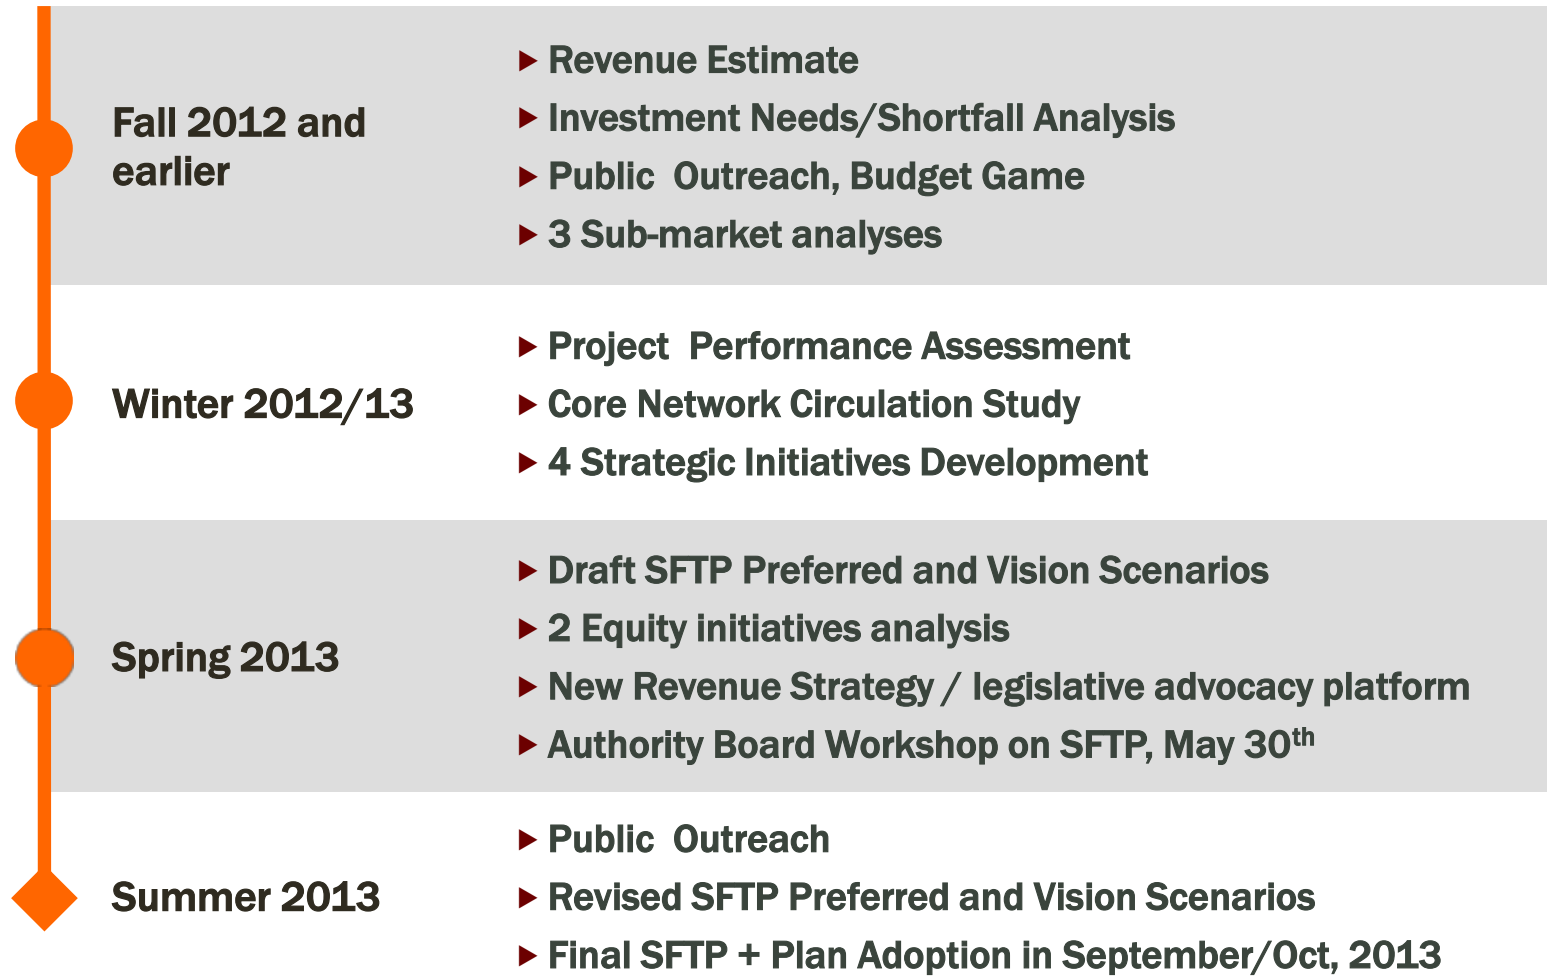 Fall 2012 and
earlier
Revenue Estimate
Investment Needs/Shortfall Analysis
Public Outreach, Budget Game
3 Sub-market analyses
Winter 2012/13
Project Performance Assessment
Core Network Circulation Study
4 Strategic Initiatives Development
Spring 2013
Draft SFTP Preferred and Vision Scenarios
2 Equity initiatives analysis
New Revenue Strategy / legislative advocacy platform
Authority Board Workshop on SFTP, May 30th
Summer 2013
Public Outreach
Revised SFTP Preferred and Vision Scenarios
Final SFTP + Plan Adoption in September/Oct, 2013